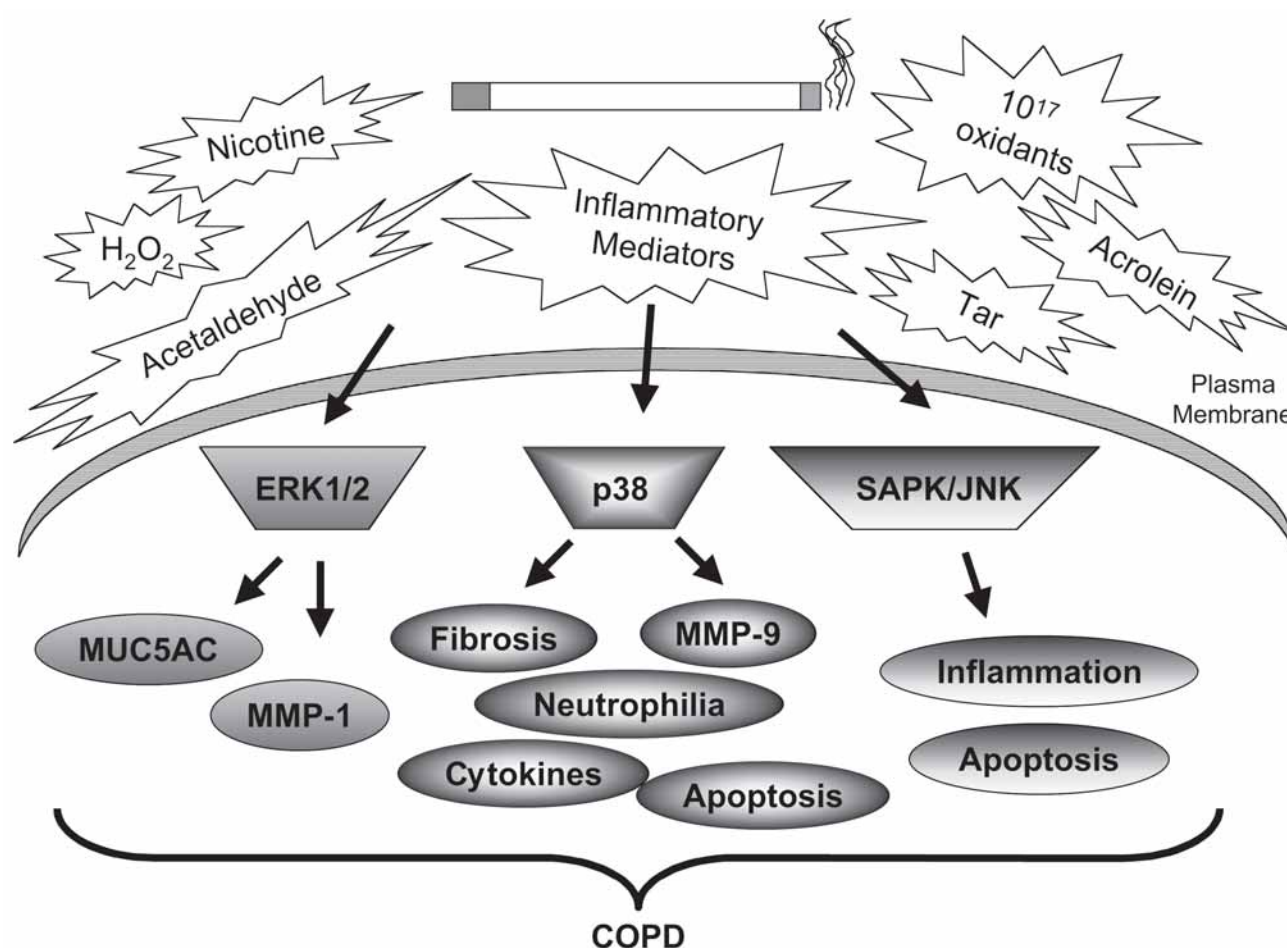 Nicotine
10¹⁷
oxidants
H₂O₂
Acetaldehyde
Inflammatory
Mediators
Tar
Acrolein
Plasma
Membrane
ERK1/2
p38
SAPK/JNK
MUC5AC
MMP-1
Fibrosis
MMP-9
Neutrophilia
Cytokines
Apoptosis
Inflammation
Apoptosis
COPD